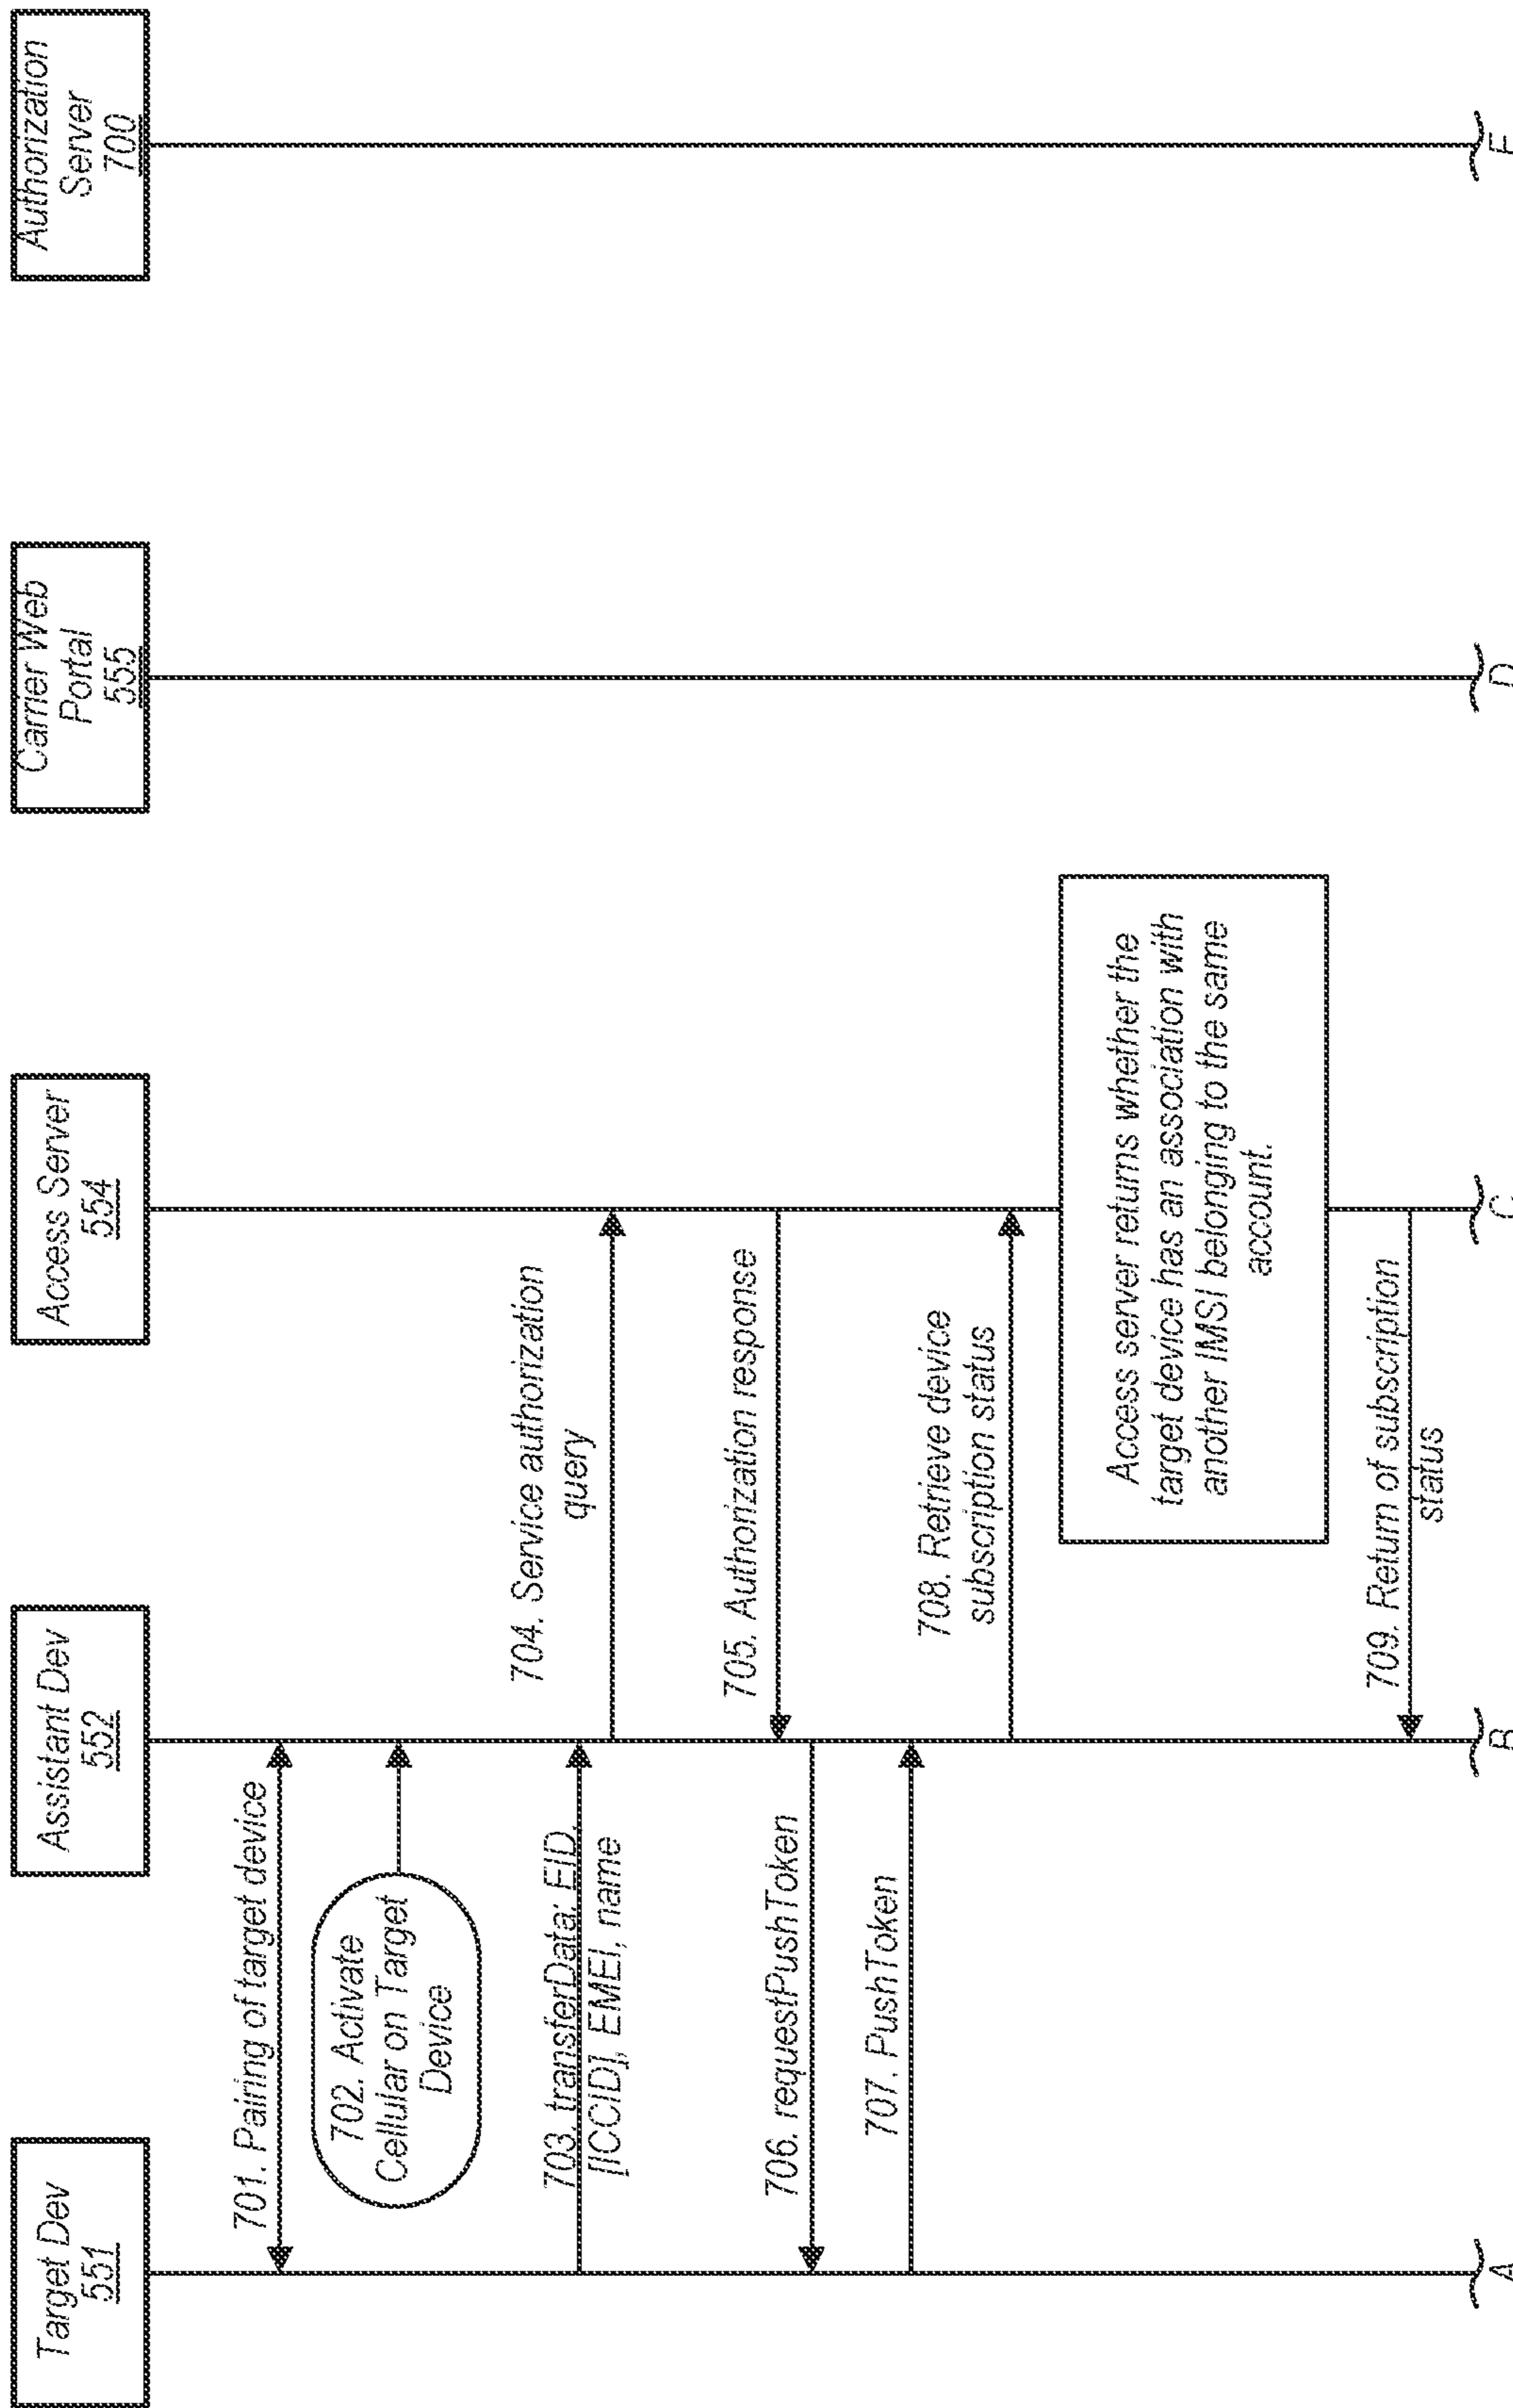 Target Dev
551
Assistant Dev
552
Access Server
554
Carrier Web
Portal
555
Authorization
Server
700
701. Pairing of target device
702. Activate
Cellular on Target
Device
703. transferData: EID,
[ICCID], EMEI, name
704. Service authorization
query
705. Authorization response
706. requestPushToken
707. PushToken
708. Retrieve device
subscription status
Access server returns whether the
target device has an association with
another IMSI belonging to the same
account.
709. Return of subscription
status
A
B
C
D
E